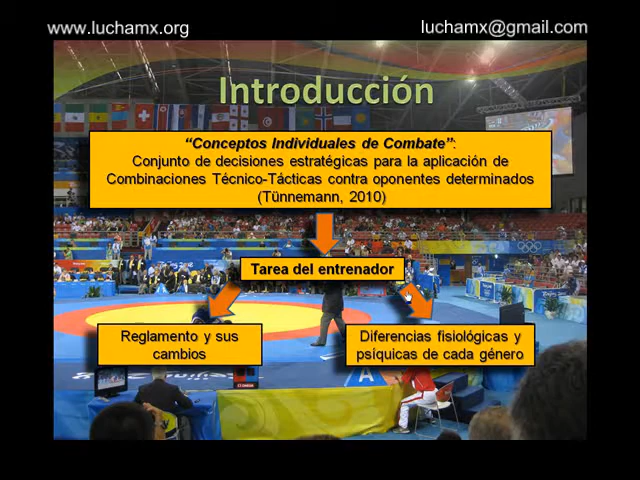 www.luchamx.org
luchamx@gmail.com
Introducción
“Conceptos Individuales de Combate”:
Conjunto de decisiones estratégicas para la aplicación de
Combinaciones Técnico-Tácticas contra oponentes determinados
(Tünnemann, 2010)
Tarea del entrenador
Reglamento y sus
cambios
Diferencias fisiológicas y
psíquicas de cada género
A